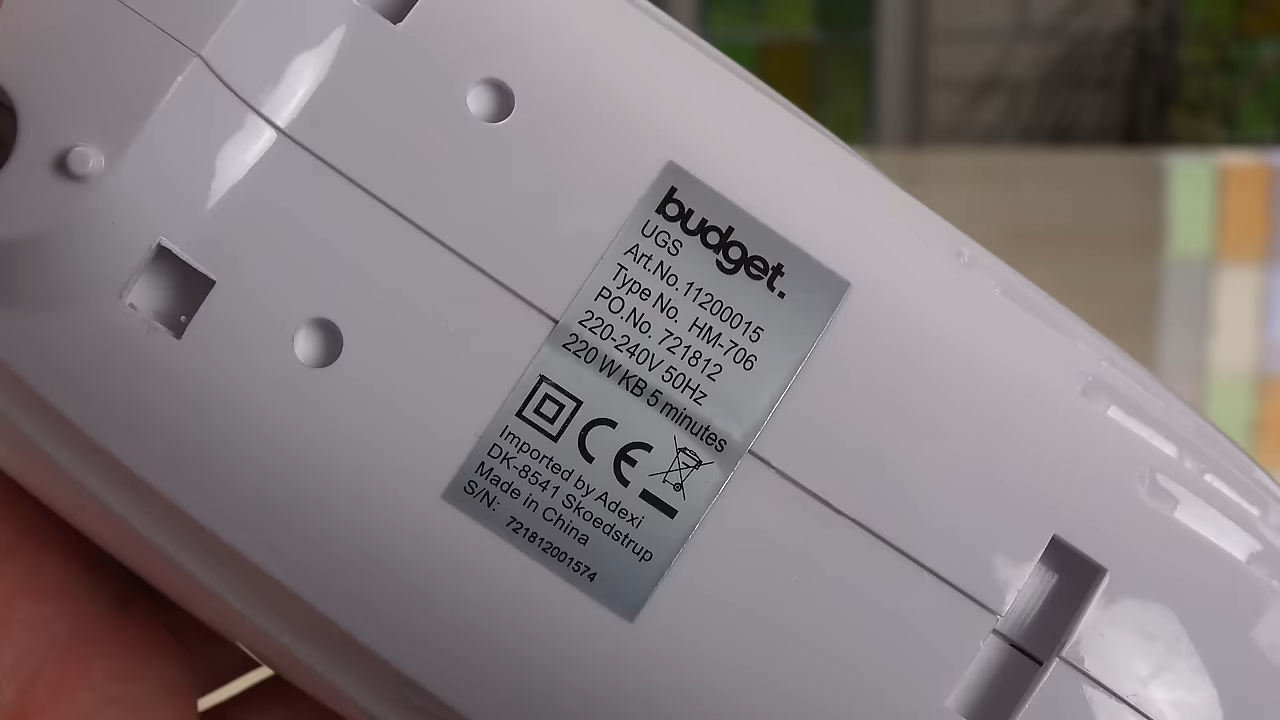 budget.
UGS
Art.No. 11200015
Type No. HM-706
PO.No. 721812
220-240V 50Hz
220 W KB 5 minutes
CE
Imported by Adexi
DK-8541 Skoedstrup
Made in China
S/N: 721812001574